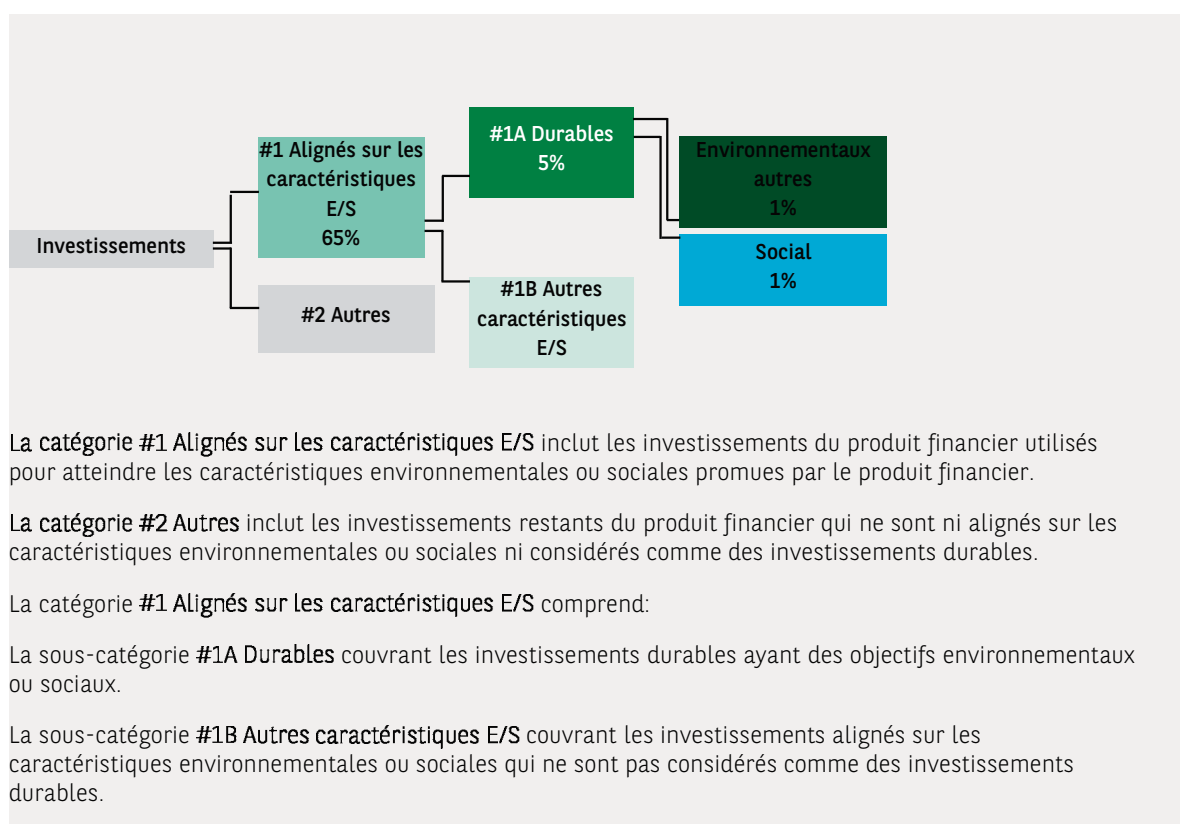 #1A Durables
5%
#1 Alignés sur les
caractéristiques
E/S
65%
Environnementaux
autres
1%
Investissements
Social
1%
#2 Autres
#1B Autres
caractéristiques
E/S
La catégorie #1 Alignés sur les caractéristiques E/S inclut les investissements du produit financier utilisés
pour atteindre les caractéristiques environnementales ou sociales promues par le produit financier.
La catégorie #2 Autres inclut les investissements restants du produit financier qui ne sont ni alignés sur les
caractéristiques environnementales ou sociales ni considérés comme des investissements durables.
La catégorie #1 Alignés sur les caractéristiques E/S comprend:
La sous-catégorie #1A Durables couvrant les investissements durables ayant des objectifs environnementaux
ou sociaux.
La sous-catégorie #1B Autres caractéristiques E/S couvrant les investissements alignés sur les
caractéristiques environnementales ou sociales qui ne sont pas considérés comme des investissements
durables.